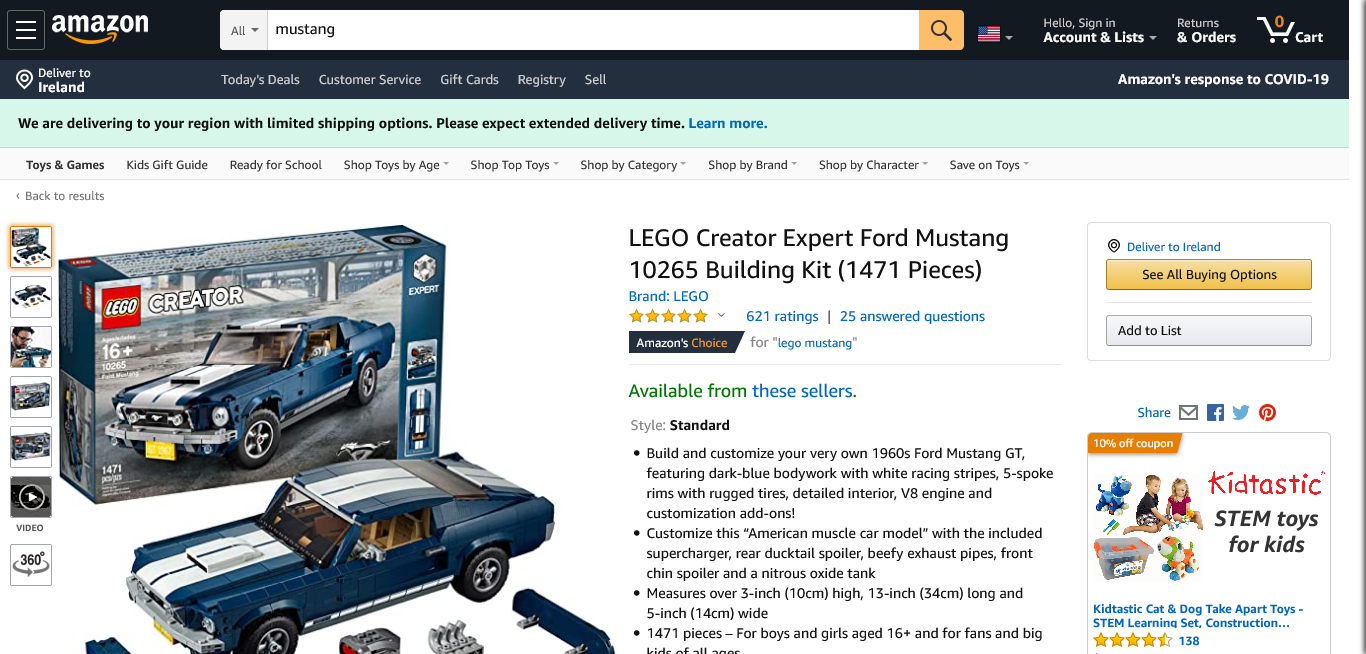 amazon
All
mustang
Hello, Sign in
Account & Lists
Returns
& Orders
0
Cart
Deliver to
Ireland
Today's Deals
Customer Service
Gift Cards
Registry
Sell
Amazon's response to COVID-19
We are delivering to your region with limited shipping options. Please expect extended delivery time. Learn more.
Toys & Games
Kids Gift Guide
Ready for School
Shop Toys by Age
Shop Top Toys
Shop by Category
Shop by Brand
Shop by Character
Save on Toys
‹ Back to results
VIDEO
360°
LEGO
CREATOR
EXPERT
16+
10265
Ford Mustang
1471
pcs/pzs
LEGO Creator Expert Ford Mustang
10265 Building Kit (1471 Pieces)
Brand: LEGO
621 ratings | 25 answered questions
Amazon's Choice for "lego mustang"
Available from these sellers.
Style: Standard
Build and customize your very own 1960s Ford Mustang GT,
featuring dark-blue bodywork with white racing stripes, 5-spoke
rims with rugged tires, detailed interior, V8 engine and
customization add-ons!
Customize this “American muscle car model” with the included
supercharger, rear ducktail spoiler, beefy exhaust pipes, front
chin spoiler and a nitrous oxide tank
Measures over 3-inch (10cm) high, 13-inch (34cm) long and
5-inch (14cm) wide
1471 pieces – For boys and girls aged 16+ and for fans and big
kids of all ages
Deliver to Ireland
See All Buying Options
Add to List
Share
10% off coupon
Kidtastic
STEM toys
for kids
Kidtastic Cat & Dog Take Apart Toys -
STEM Learning Set, Construction...
138